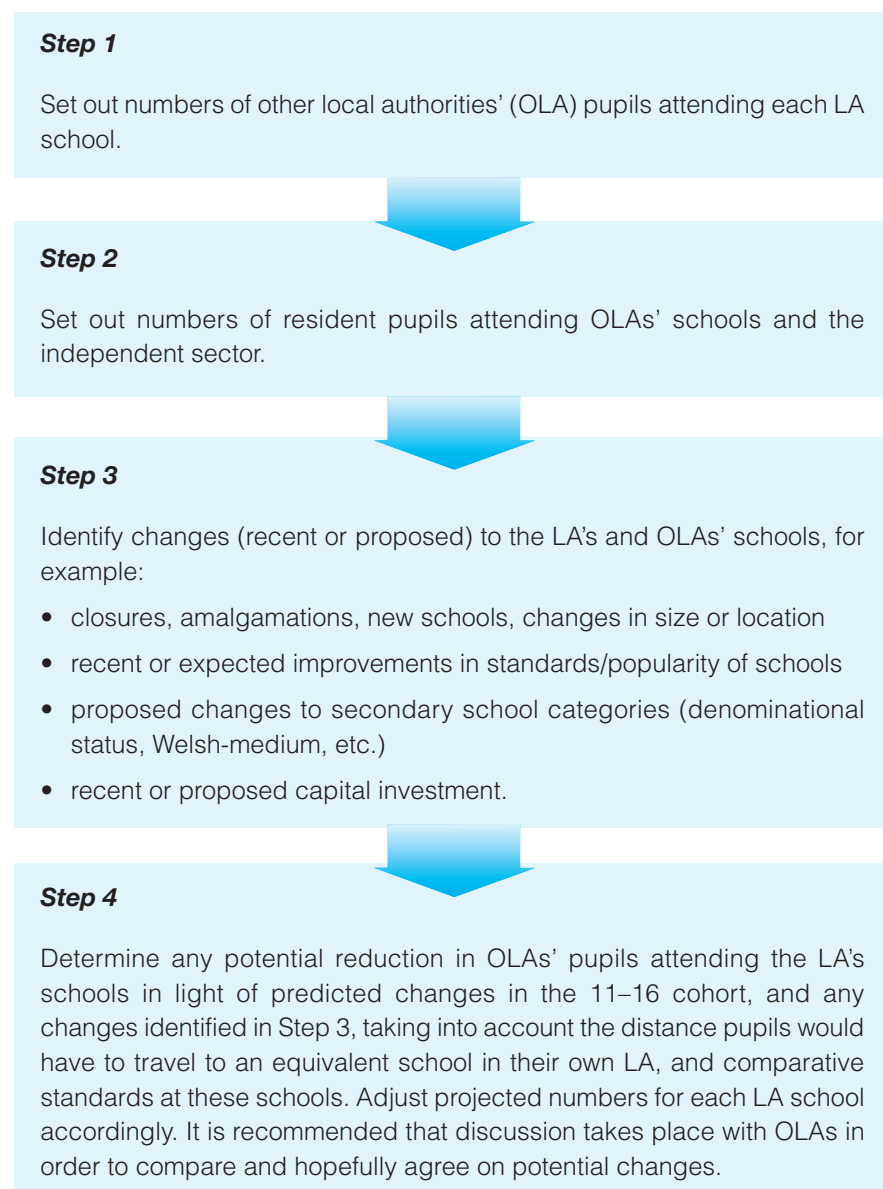 Step 1
Set out numbers of other local authorities’ (OLA) pupils attending each LA
school.
Step 2
Set out numbers of resident pupils attending OLAs’ schools and the
independent sector.
Step 3
Identify changes (recent or proposed) to the LA’s and OLAs’ schools, for
example:
• closures, amalgamations, new schools, changes in size or location
• recent or expected improvements in standards/popularity of schools
• proposed changes to secondary school categories (denominational
status, Welsh-medium, etc.)
• recent or proposed capital investment.
Step 4
Determine any potential reduction in OLAs’ pupils attending the LA’s
schools in light of predicted changes in the 11–16 cohort, and any
changes identified in Step 3, taking into account the distance pupils would
have to travel to an equivalent school in their own LA, and comparative
standards at these schools. Adjust projected numbers for each LA school
accordingly. It is recommended that discussion takes place with OLAs in
order to compare and hopefully agree on potential changes.